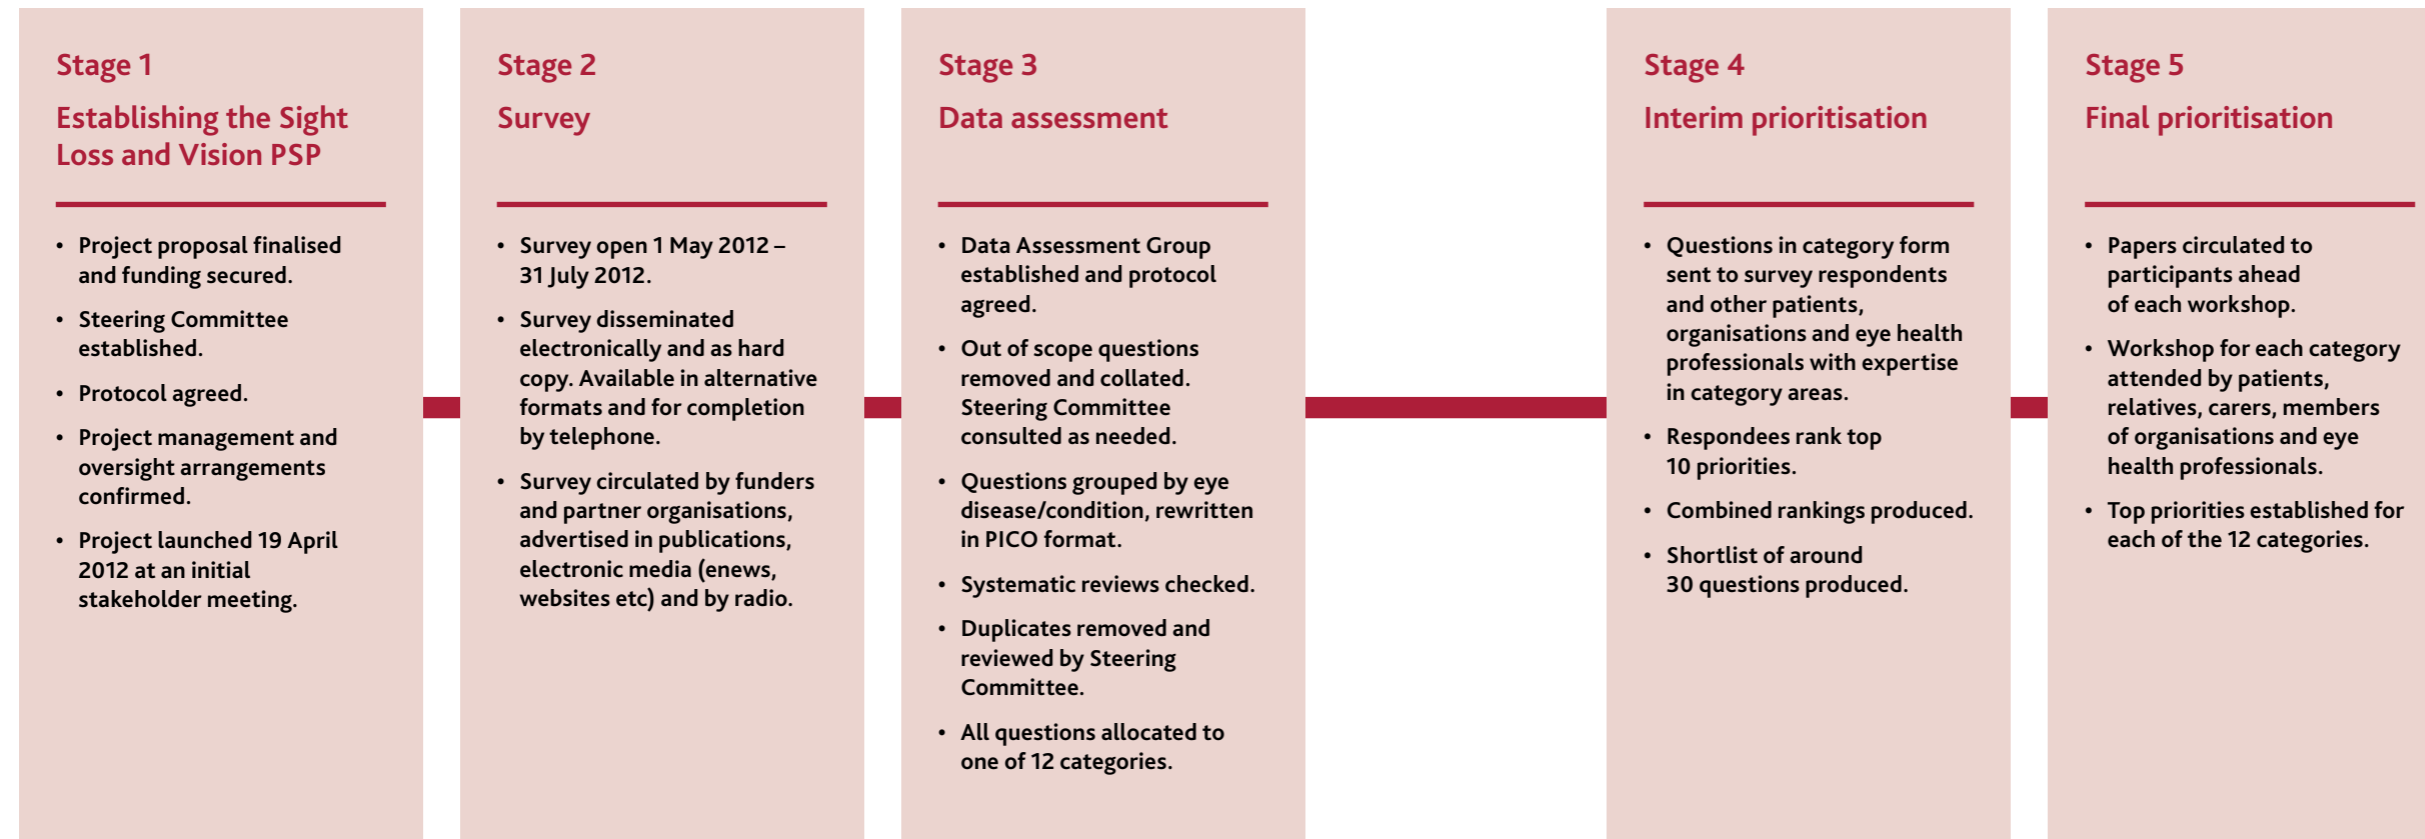 Stage 1
Establishing the Sight
Loss and Vision PSP
• Project proposal finalised
and funding secured.
• Steering Committee
established.
• Protocol agreed.
• Project management and
oversight arrangements
confirmed.
• Project launched 19 April
2012 at an initial
stakeholder meeting.
Stage 2
Survey
• Survey open 1 May 2012 –
31 July 2012.
• Survey disseminated
electronically and as hard
copy. Available in alternative
formats and for completion
by telephone.
• Survey circulated by funders
and partner organisations,
advertised in publications,
electronic media (enews,
websites etc) and by radio.
Stage 3
Data assessment
• Data Assessment Group
established and protocol
agreed.
• Out of scope questions
removed and collated.
Steering Committee
consulted as needed.
• Questions grouped by eye
disease/condition, rewritten
in PICO format.
• Systematic reviews checked.
• Duplicates removed and
reviewed by Steering
Committee.
• All questions allocated to
one of 12 categories.
Stage 4
Interim prioritisation
• Questions in category form
sent to survey respondents
and other patients,
organisations and eye health
professionals with expertise
in category areas.
• Respondees rank top
10 priorities.
• Combined rankings produced.
• Shortlist of around
30 questions produced.
Stage 5
Final prioritisation
• Papers circulated to
participants ahead
of each workshop.
• Workshop for each category
attended by patients,
relatives, carers, members
of organisations and eye
health professionals.
• Top priorities established for
each of the 12 categories.